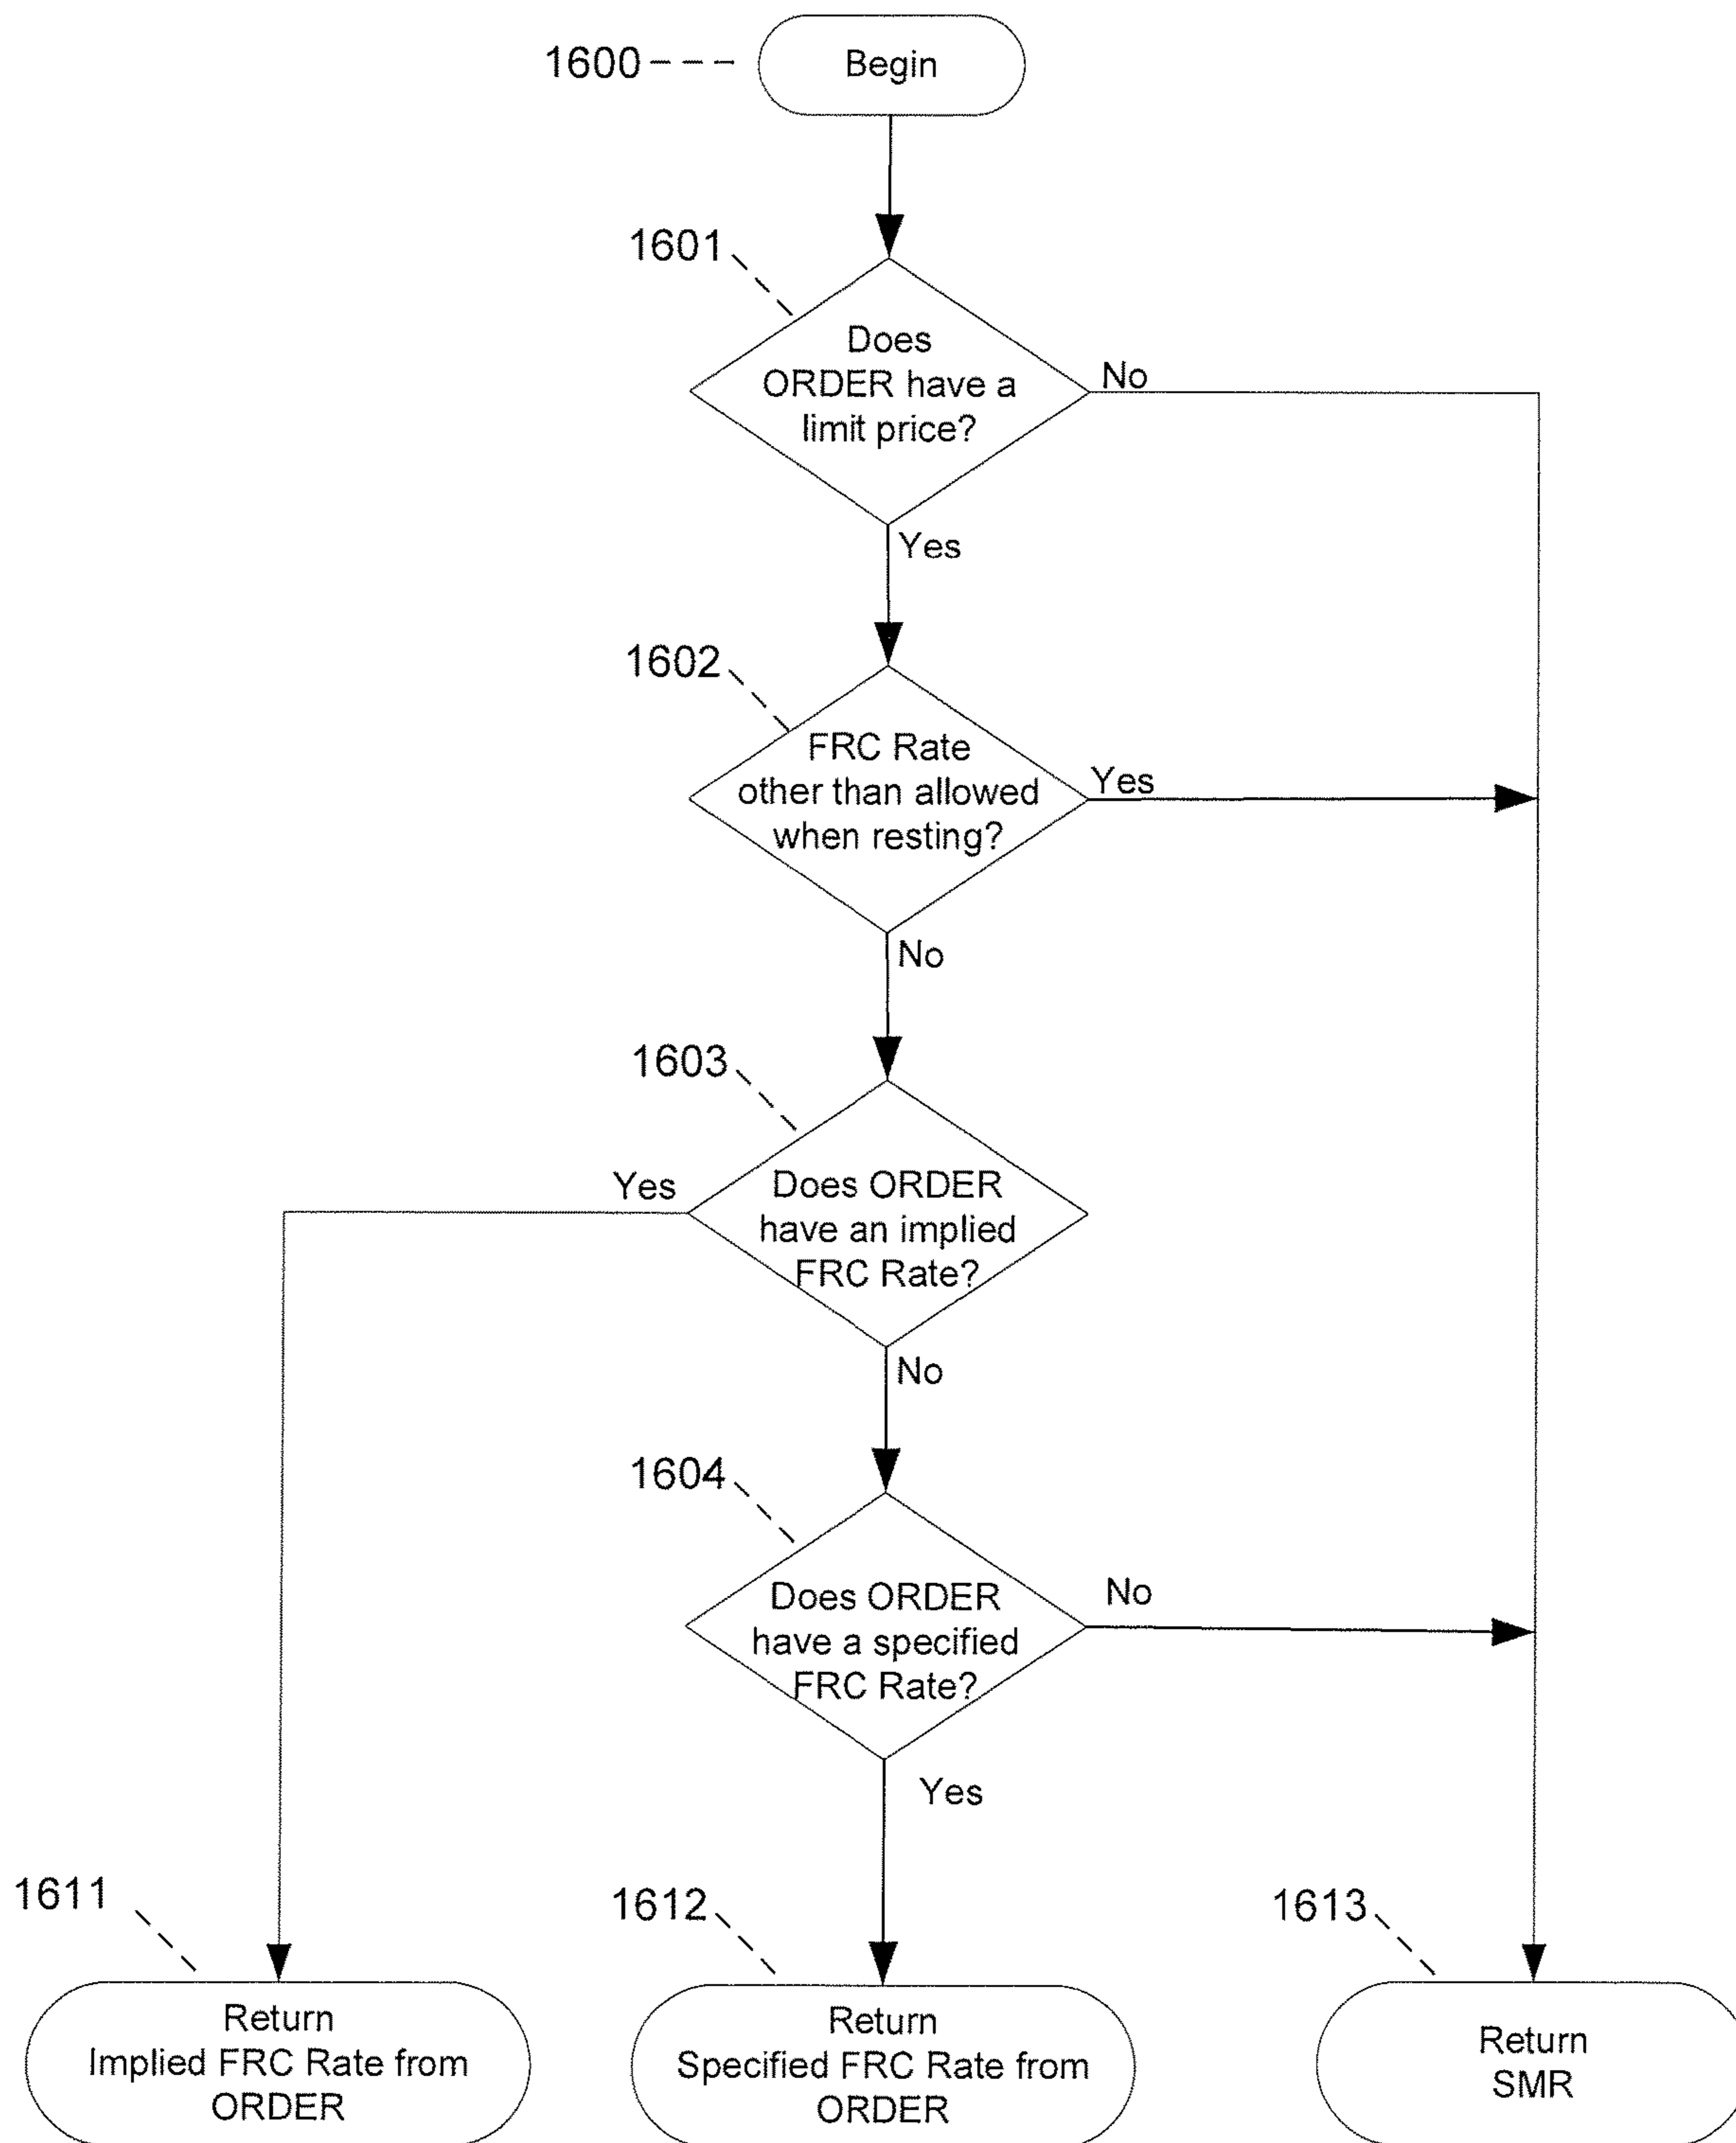 1600
Begin
1601
Does
ORDER have a
limit price?
No
Yes
1602
FRC Rate
other than allowed
when resting?
Yes
No
1603
Yes
Does ORDER
have an implied
FRC Rate?
No
1604
Does ORDER
have a specified
FRC Rate?
No
Yes
1611
1612
1613
Return
Implied FRC Rate from
ORDER
Return
Specified FRC Rate from
ORDER
Return
SMR